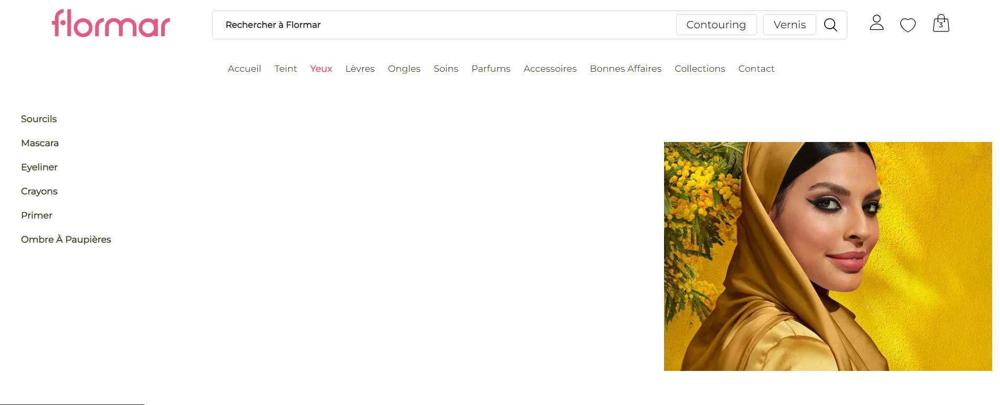 flormar
Rechercher à Flormar
Contouring
Vernis
3
Accueil Teint Yeux Lèvres Ongles Soins Parfums Accessoires Bonnes Affaires Collections Contact
Sourcils
Mascara
Eyeliner
Crayons
Primer
Ombre À Paupières